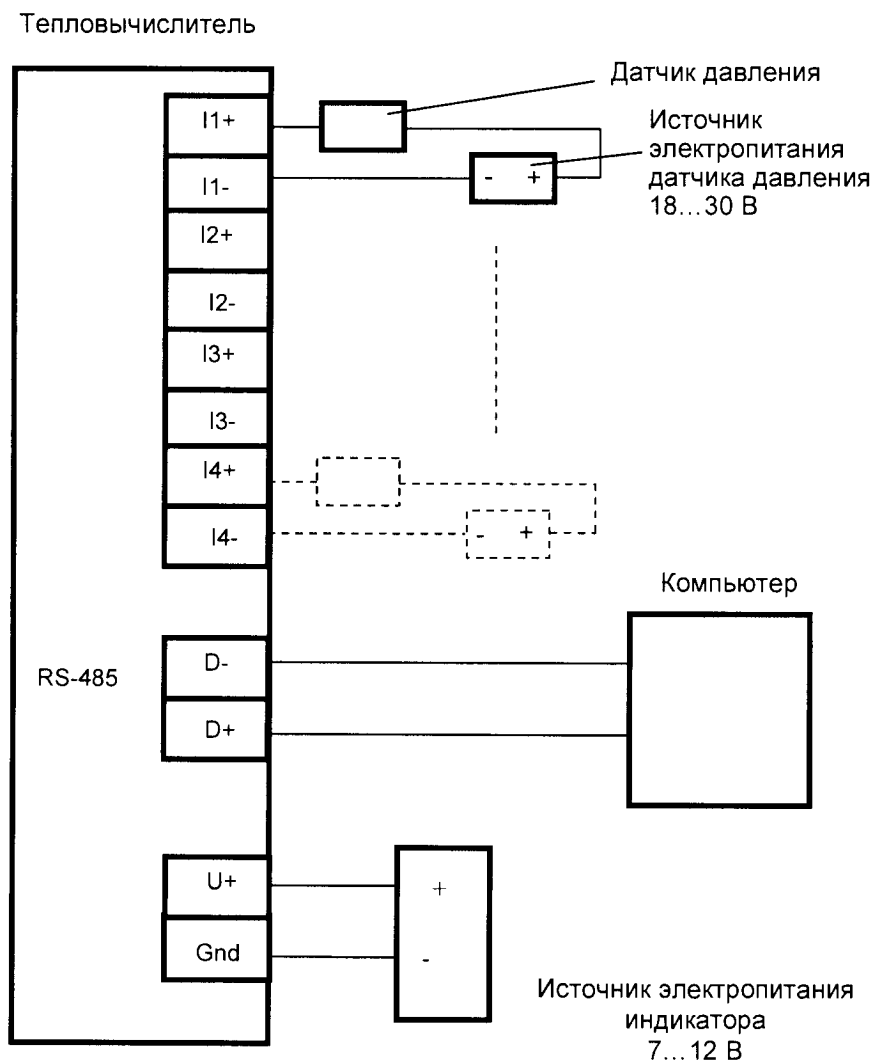 Тепловычислитель
Датчик давления
I1+
Источник
электропитания
датчика давления
18...30 В
- +
I1-
I2+
I2-
I3+
I3-
I4+
I4-
- +
Компьютер
RS-485
D-
D+
U+
+
Gnd
-
Источник электропитания
индикатора
7...12 В